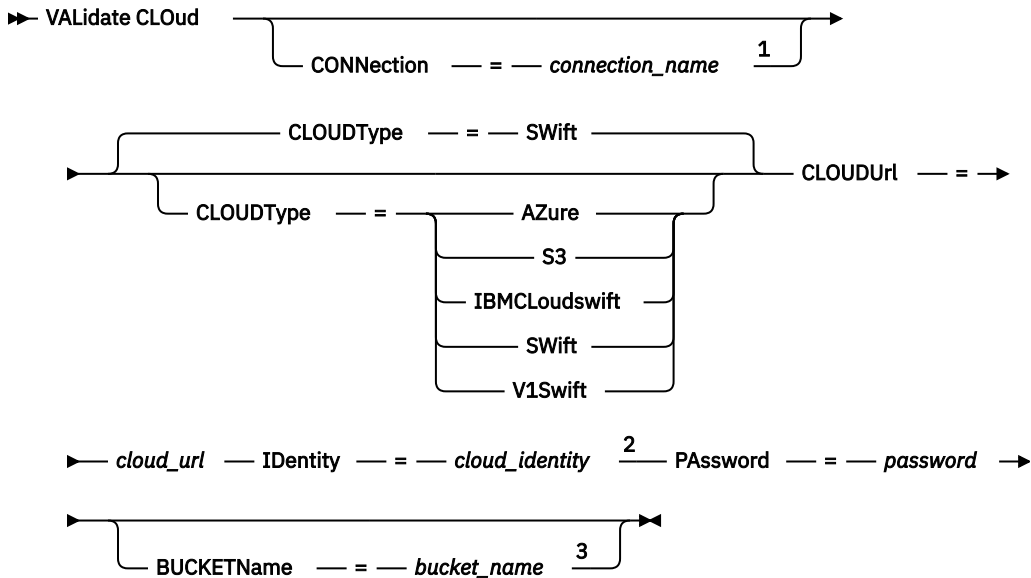 VALidate CLOud
CONNection = connection_name 1
CLOUDType = SWift
CLOUDUrl =
CLOUDType = AZure
S3
IBMCLoudswift
SWift
V1Swift
cloud_url IDentity = cloud_identity 2 PAssword = password
BUCKETName = bucket_name 3